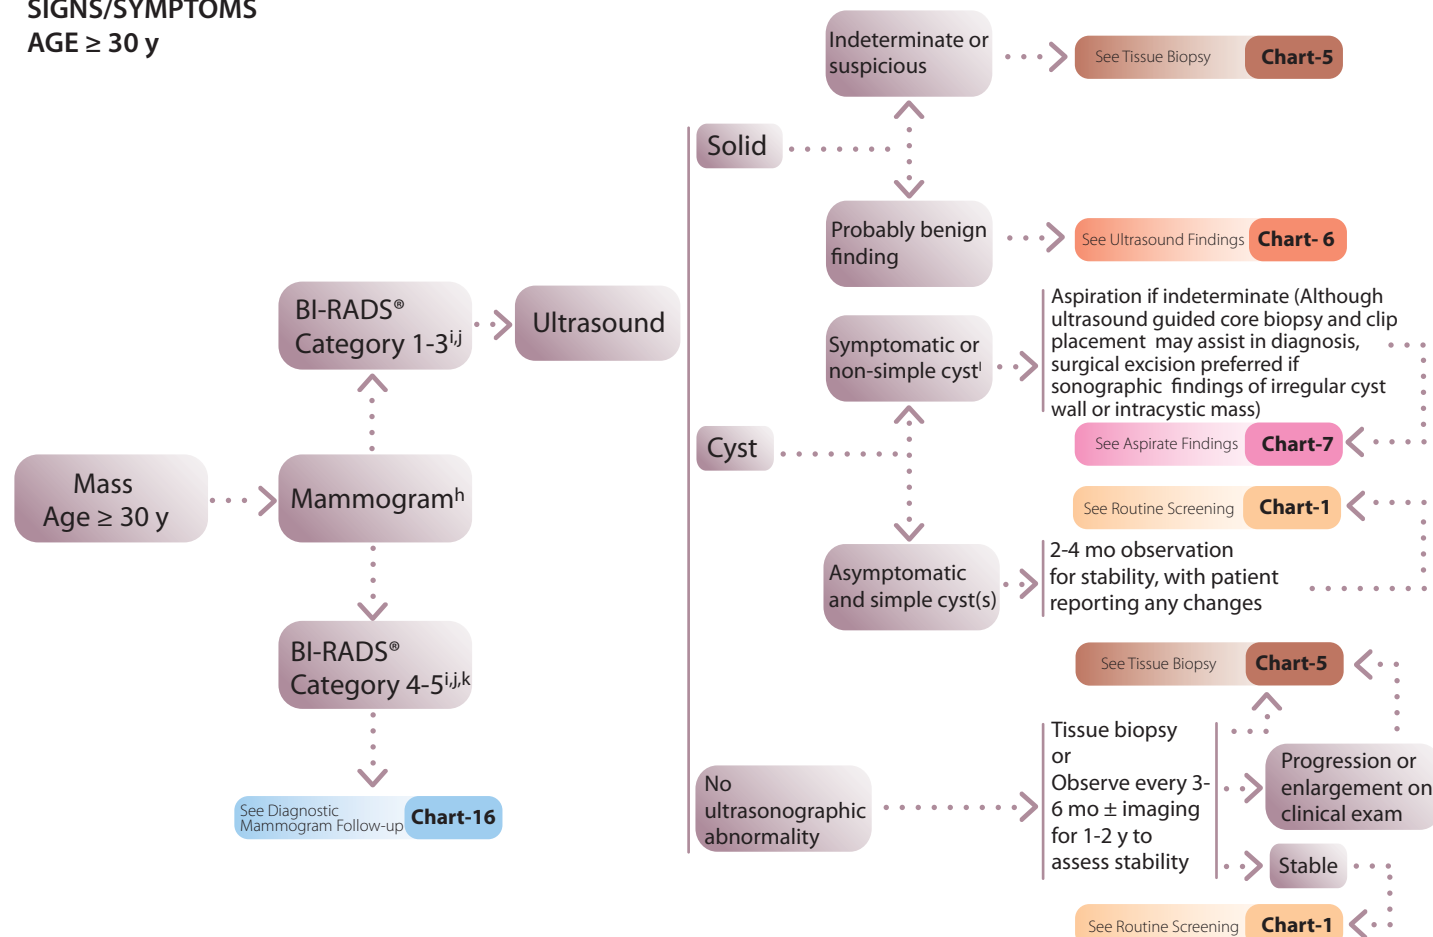 SIGNS/SYMPTOMS
AGE ≥ 30 y
Mass
Age ≥ 30 y
Mammogramʰ
BI-RADS®
Category 1-3ⁱ,ʲ
BI-RADS®
Category 4-5ⁱ,ʲ,ᵏ
See Diagnostic
Mammogram Follow-up
Chart-16
Ultrasound
Solid
Indeterminate or
suspicious
See Tissue Biopsy
Chart-5
Probably benign
finding
See Ultrasound Findings
Chart- 6
Cyst
Symptomatic or
non-simple cystˡ
Aspiration if indeterminate (Although
ultrasound guided core biopsy and clip
placement may assist in diagnosis,
surgical excision preferred if
sonographic findings of irregular cyst
wall or intracystic mass)
See Aspirate Findings
Chart-7
See Routine Screening
Chart-1
Asymptomatic
and simple cyst(s)
2-4 mo observation
for stability, with patient
reporting any changes
No
ultrasonographic
abnormality
Tissue biopsy
or
Observe every 3-
6 mo ± imaging
for 1-2 y to
assess stability
See Tissue Biopsy
Chart-5
Progression or
enlargement on
clinical exam
Stable
See Routine Screening
Chart-1